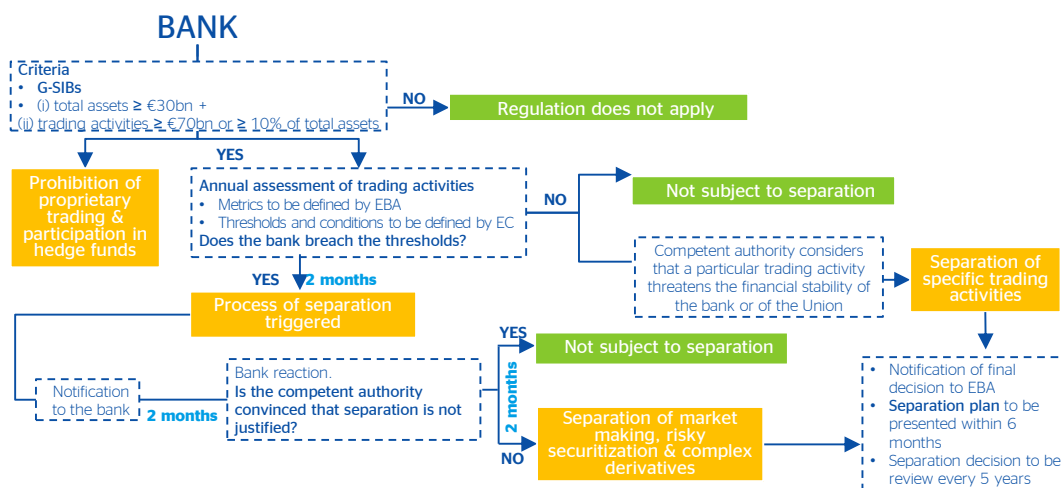 BANK
Criteria
• G-SIBs
• (i) total assets ≥ €30bn +
(ii) trading activities ≥ €70bn or ≥ 10% of total assets
NO
Regulation does not apply
YES
Prohibition of
proprietary
trading &
participation in
hedge funds
Annual assessment of trading activities
• Metrics to be defined by EBA
• Thresholds and conditions to be defined by EC
Does the bank breach the thresholds?
NO
Not subject to separation
Competent authority considers
that a particular trading activity
threatens the financial stability of
the bank or of the Union
Separation of
specific trading
activities
YES
2 months
Process of separation
triggered
Notification
to the bank
2 months
Bank reaction.
Is the competent authority
convinced that separation is not
justified?
YES
2 months
NO
Not subject to separation
Separation of market
making, risky
securitization & complex
derivatives
• Notification of final
decision to EBA
• Separation plan to be
presented within 6
months
• Separation decision to be
review every 5 years